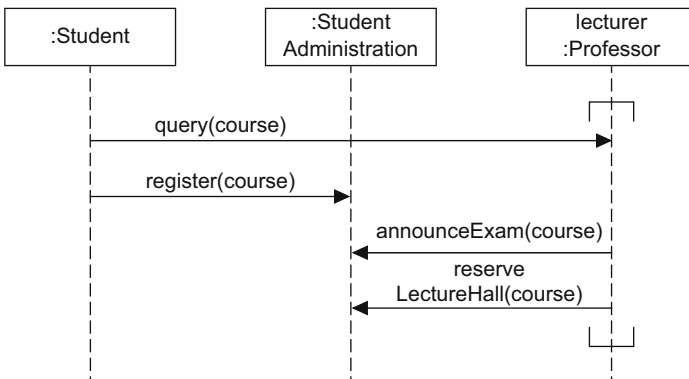 :Student
:Student
Administration
lecturer
:Professor
query(course)
register(course)
announceExam(course)
reserve
LectureHall(course)